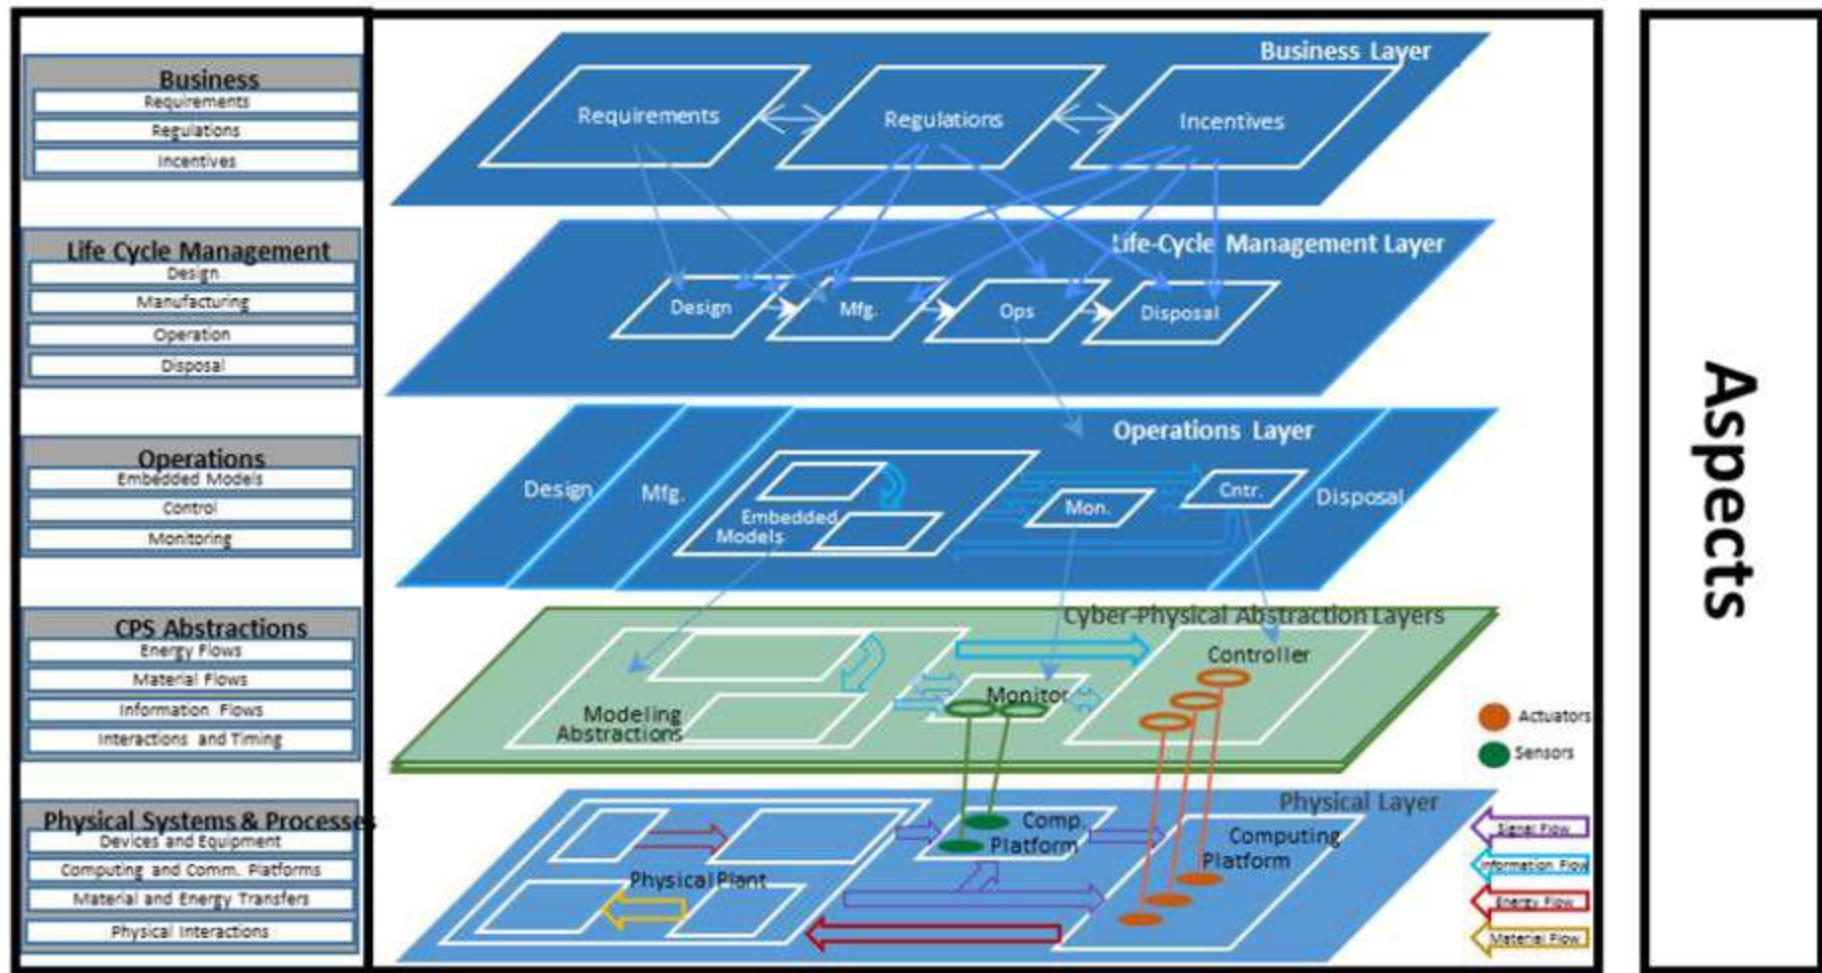 Business
Requirements
Regulations
Incentives
Life Cycle Management
Design
Manufacturing
Operation
Disposal
Operations
Embedded Models
Control
Monitoring
CPS Abstractions
Energy Flows
Material Flows
Information Flows
Interactions and Timing
Physical Systems & Processes
Devices and Equipment
Computing and Comm. Platforms
Material and Energy Transfers
Physical Interactions
Business Layer
Requirements
Regulations
Incentives
Life-Cycle Management Layer
Design
Mfg.
Ops
Disposal
Operations Layer
Design
Mfg.
Embedded
Models
Mon.
Cntr.
Disposal
Cyber-Physical Abstraction Layers
Controller
Monitor
Modeling
Abstractions
Actuators
Sensors
Physical Layer
Comp.
Platform
Computing
Platform
Physical Plant
Signal Flow
Information Flow
Energy Flow
Material Flow
Aspects